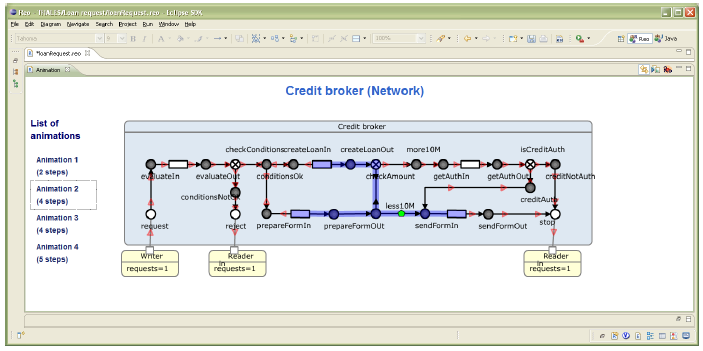 Reo - HALES/Loan request/loanRequest.reo - Eclipse SDK
File Edit Diagram Navigate Search Project Run Window Help
Tahoma 9 100% Reo Java
*loanRequest.reo
Animation
Credit broker (Network)
List of
animations
Animation 1
(2 steps)
Animation 2
(4 steps)
Animation 3
(4 steps)
Animation 4
(5 steps)
Credit broker
checkConditions createLoanIn createLoanOut more10M isCreditAuth
evaluateIn evaluateOut conditionsOk checkAmount getAuthIn getAuthOut creditNotAuth
conditionsNotOk creditAuth
less10M
request reject prepareFormIn prepareFormOUt sendFormIn sendFormOut stop
Writer Reader Reader
in in
requests=1 requests=1 requests=1